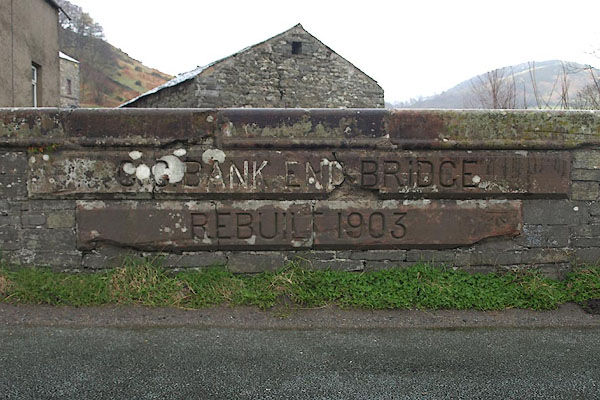 C.C. BANK END BRIDGE
REBUILT 1903